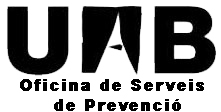 UAB
Oficina de Serveis
de Prevenció